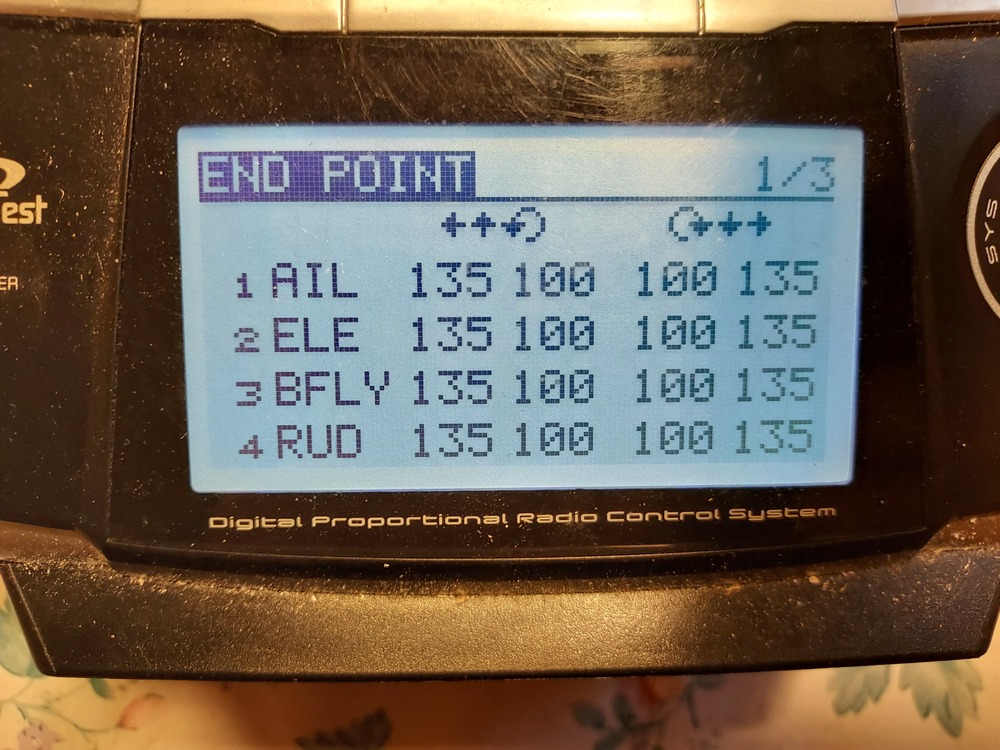 END POINT 1/3
1 AIL 135 100 100 135
2 ELE 135 100 100 135
3 BFLY 135 100 100 135
4 RUD 135 100 100 135
Digital Proportional Radio Control System
SYS